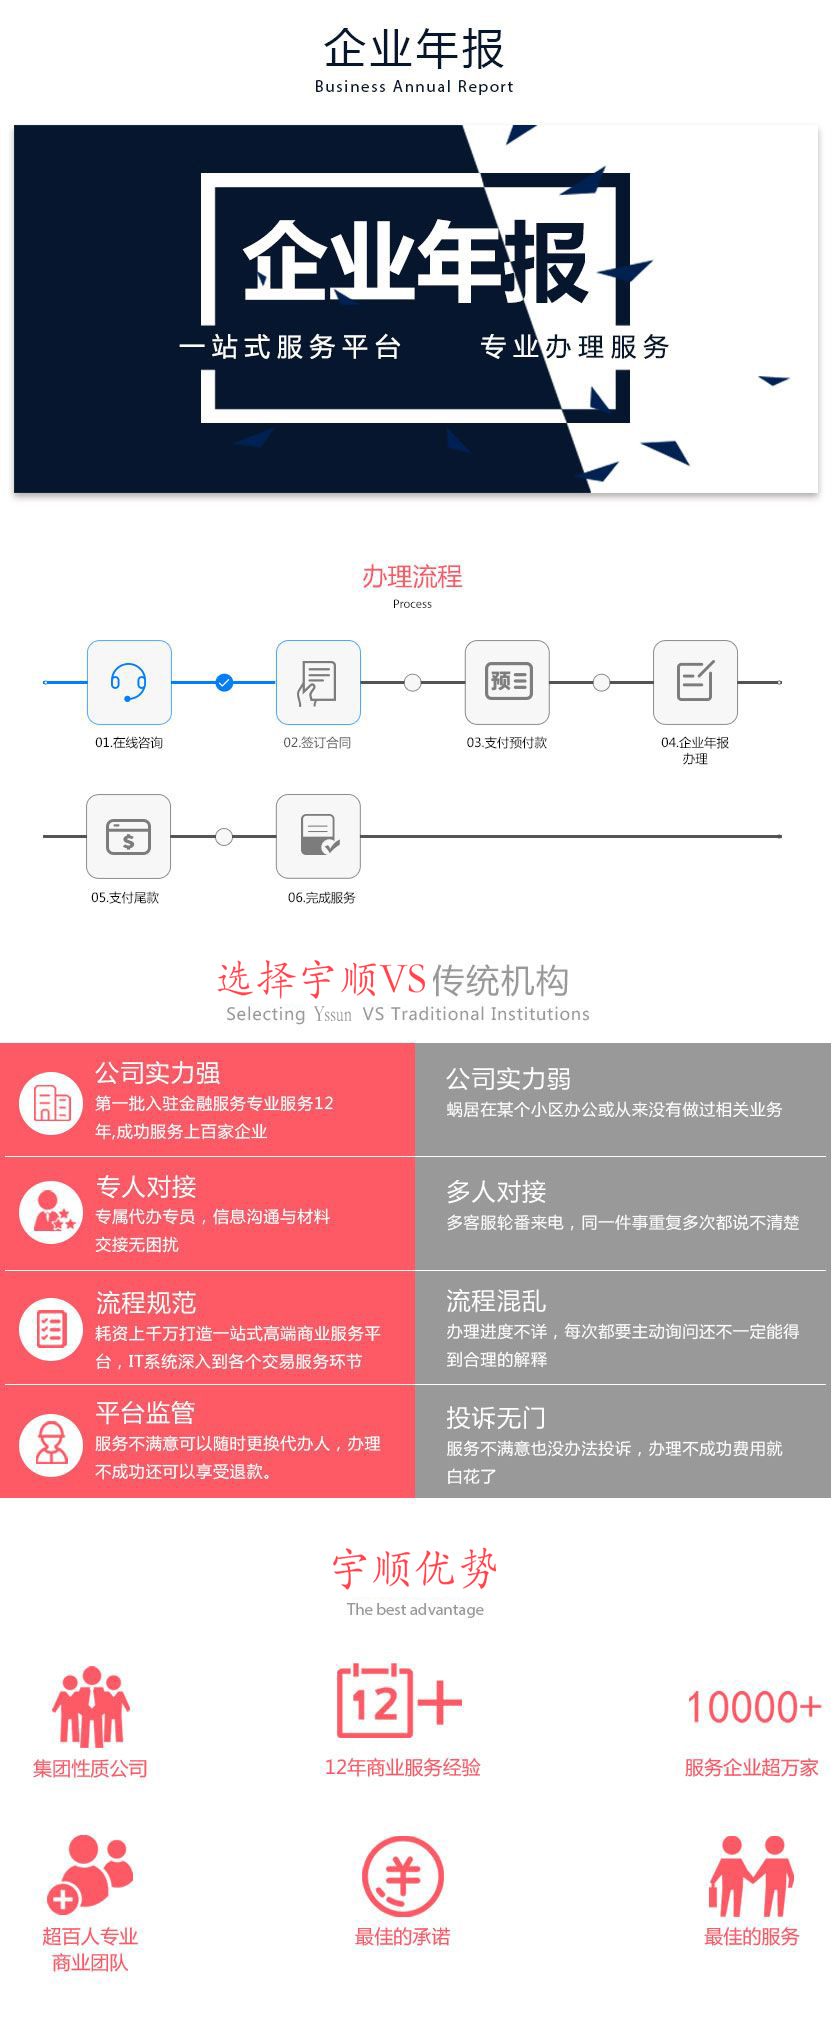 企业年报
Business Annual Report
企业年报
一站式服务平台 专业办理服务
办理流程
Process
预
01.在线咨询
02.签订合同
03.支付预付款
04.企业年报
办理
$
05.支付尾款
06.完成服务
选择宇顺VS传统机构
Selecting Yssun VS Traditional Institutions
公司实力强
第一批入驻金融服务专业服务12
年,成功服务上百家企业
公司实力弱
蜗居在某个小区办公或从来没有做过相关业务
专人对接
专属代办专员，信息沟通与材料
交接无困扰
多人对接
多客服轮番来电，同一件事重复多次都说不清楚
流程规范
耗资上千万打造一站式高端商业服务平
台，IT系统深入到各个交易服务环节
流程混乱
办理进度不详，每次都要主动询问还不一定能得
到合理的解释
平台监管
服务不满意可以随时更换代办人，办理
不成功还可以享受退款。
投诉无门
服务不满意也没办法投诉，办理不成功费用就
白花了
宇顺优势
The best advantage
12+
10000+
集团性质公司
12年商业服务经验
服务企业超万家
¥
超百人专业
商业团队
最佳的承诺
最佳的服务